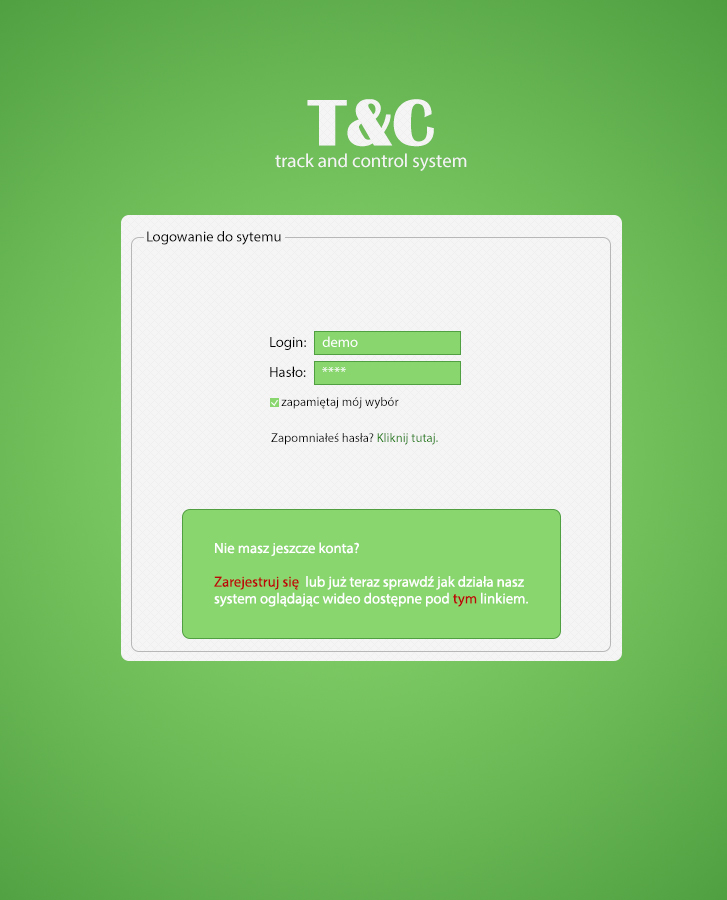 T&C
track and control system
Logowanie do sytemu
Login: demo
Hasło: ****
zapamiętaj mój wybór
Zapomniałeś hasła? Kliknij tutaj.
Nie masz jeszcze konta?
Zarejestruj się lub już teraz sprawdź jak działa nasz
system oglądając wideo dostępne pod tym linkiem.